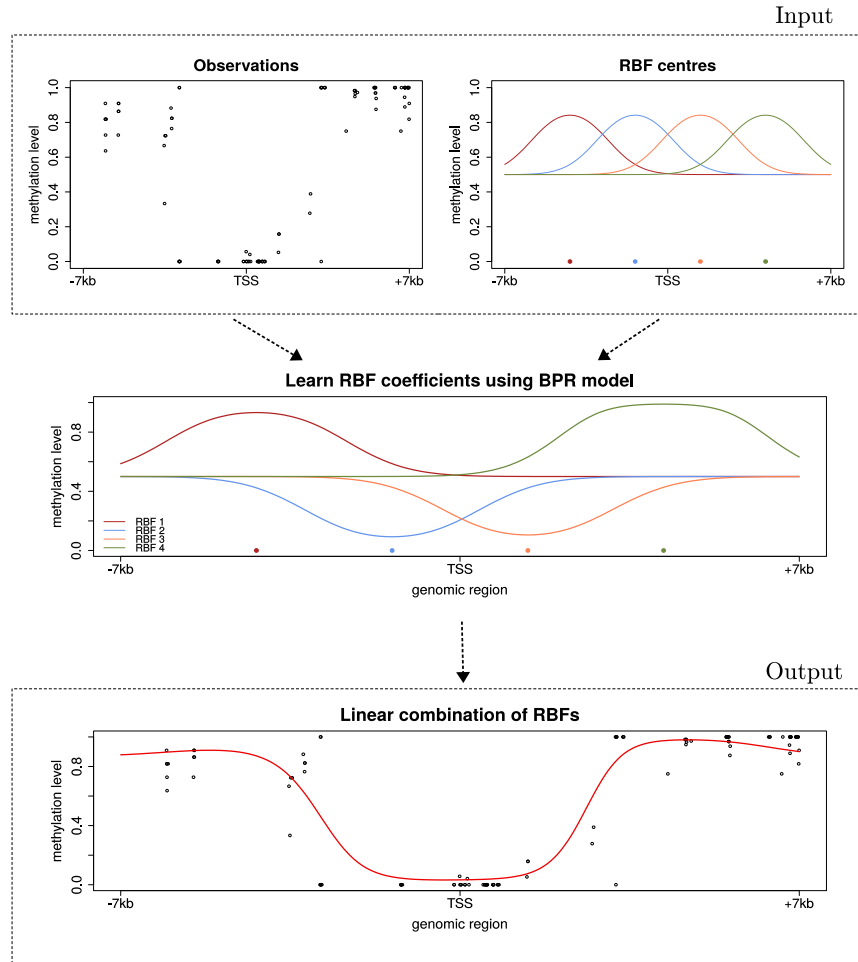 Input
Observations
methylation level
0.0
0.2
0.4
0.6
0.8
1.0
-7kb
TSS
+7kb
RBF centres
methylation level
0.0
0.2
0.4
0.6
0.8
1.0
-7kb
TSS
+7kb
Learn RBF coefficients using BPR model
methylation level
0.0
0.4
0.8
RBF 1
RBF 2
RBF 3
RBF 4
-7kb
TSS
+7kb
genomic region
Output
Linear combination of RBFs
methylation level
0.0
0.4
0.8
-7kb
TSS
+7kb
genomic region